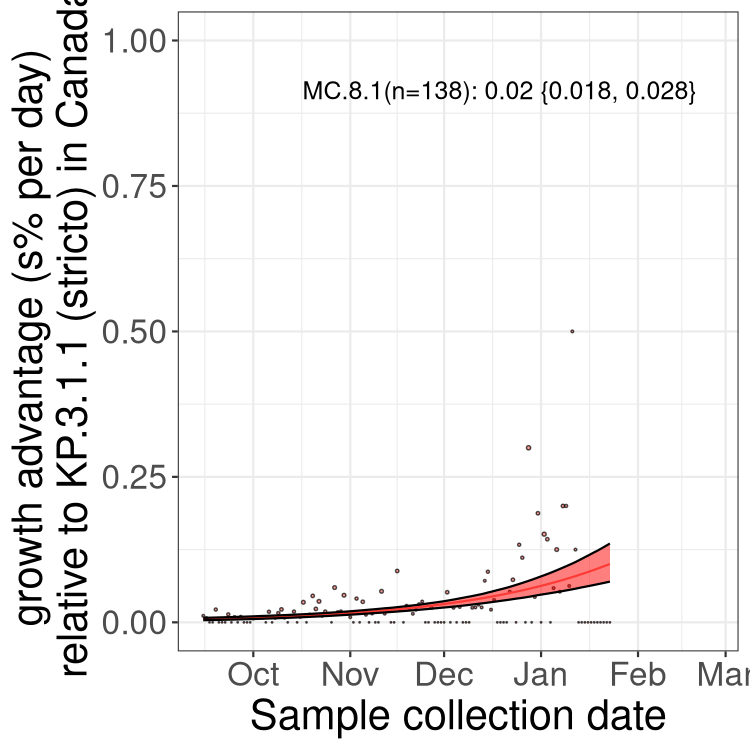 growth advantage (s% per day)
relative to KP.3.1.1 (stricto) in Canada
1.00
0.75
0.50
0.25
0.00
MC.8.1(n=138): 0.02 {0.018, 0.028}
Oct Nov Dec Jan Feb Mar
Sample collection date